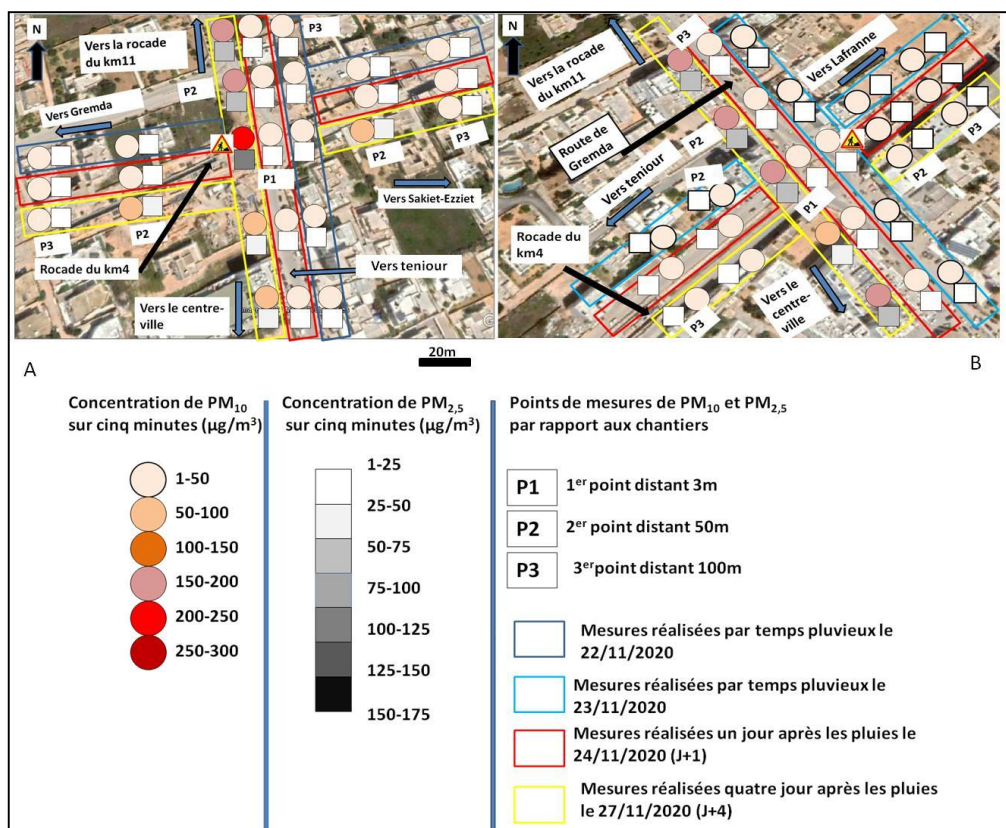 N
Vers la rocade
du km11
P3
P2
Vers Gremda
P1
P2
P3
Vers Sakiet-Ezziet
P3
P2
Rocade du km4
Vers teniour
Vers le centre-
ville
N
P3
Vers la rocade
du km11
Vers Lafranne
Route de
Gremda
P2
P3
P2
Vers teniour
P2
P1
Rocade du
km4
P3
Vers le
centre-
ville
20m
A
B
Concentration de PM10
sur cinq minutes (µg/m³)
1-50
50-100
100-150
150-200
200-250
250-300
Concentration de PM2,5
sur cinq minutes (µg/m³)
1-25
25-50
50-75
75-100
100-125
125-150
150-175
Points de mesures de PM10 et PM2,5
par rapport aux chantiers
P1 1er point distant 3m
P2 2er point distant 50m
P3 3er point distant 100m
Mesures réalisées par temps pluvieux le
22/11/2020
Mesures réalisées par temps pluvieux le
23/11/2020
Mesures réalisées un jour après les pluies le
24/11/2020 (J+1)
Mesures réalisées quatre jour après les pluies
le 27/11/2020 (J+4)